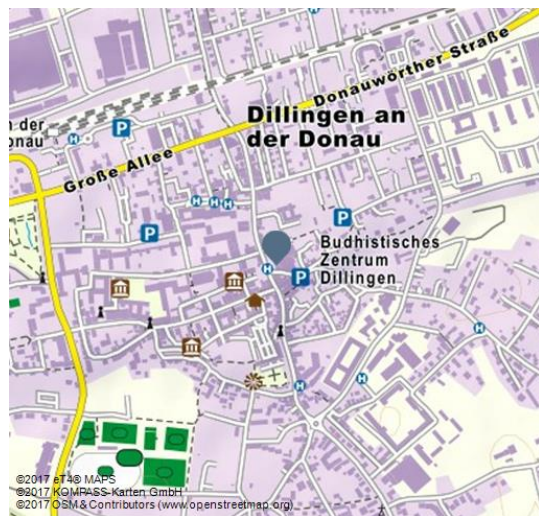 Donauwörther Straße
Dillingen an
der Donau
n der
onau
Große Allee
H
P
H
H H H
P
P
Budhistisches
Zentrum
Dillingen
H
P
H
H
H
©2017 eT4® MAPS
©2017 KOMPASS-Karten GmbH
©2017 OSM & Contributors (www.openstreetmap.org)